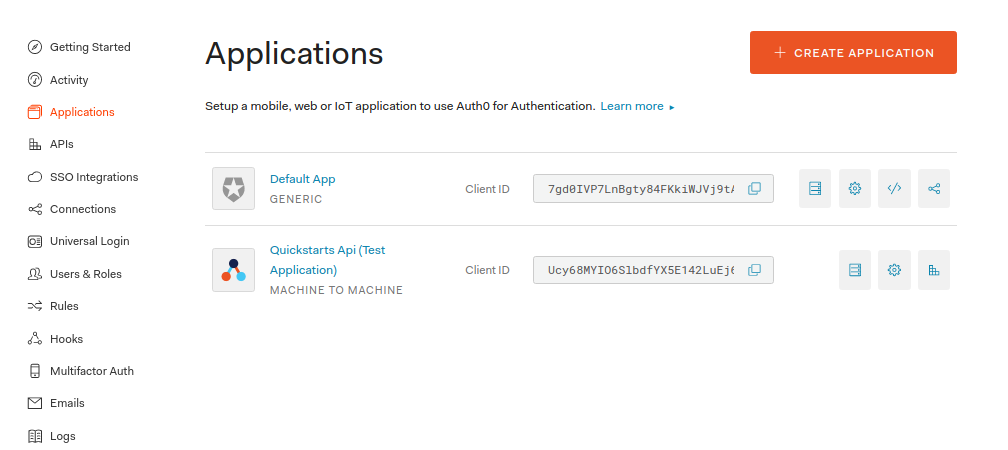 Getting Started
Activity
Applications
APIs
SSO Integrations
Connections
Universal Login
Users & Roles
Rules
Hooks
Multifactor Auth
Emails
Logs
Applications
CREATE APPLICATION
Setup a mobile, web or IoT application to use Auth0 for Authentication. Learn more ▸
Default App
GENERIC
Client ID
7gd0IVP7LnBgty84FKkiWJVj9t
Quickstarts Api (Test
Application)
MACHINE TO MACHINE
Client ID
Ucy68MYIO6SlbdfYX5E142LuEj